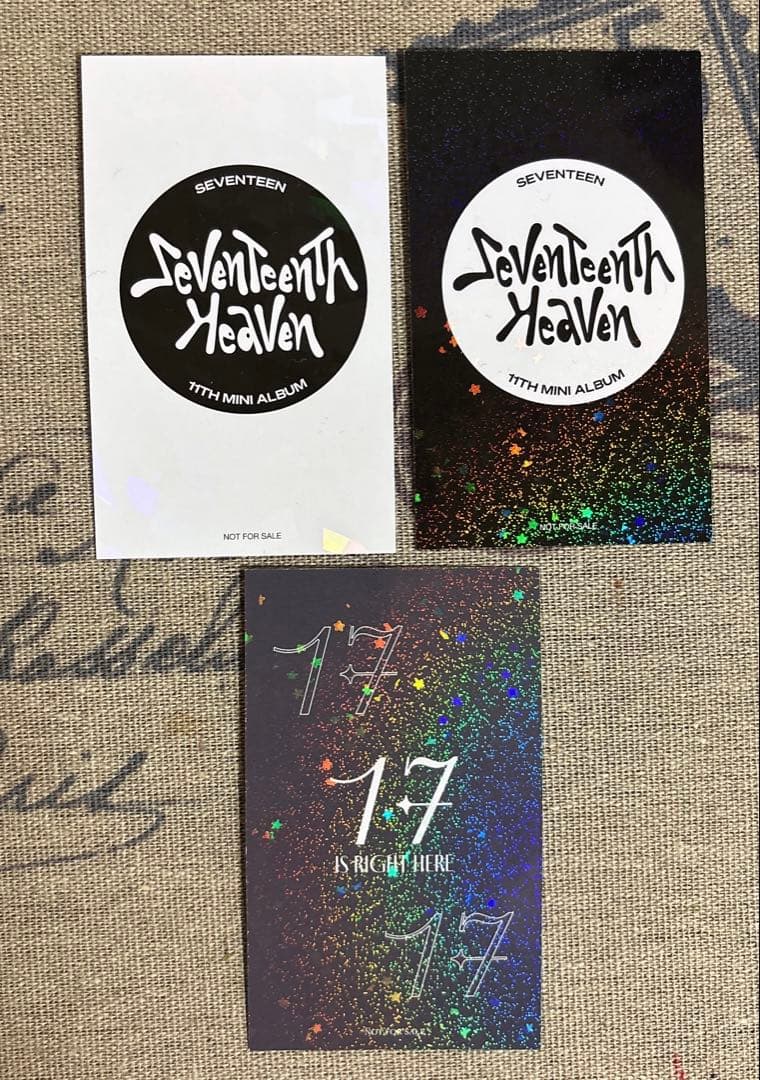 SEVENTEEN
SEVENTEENTH
HEAVEN
11TH MINI ALBUM
NOT FOR SALE
SEVENTEEN
SEVENTEENTH
HEAVEN
11TH MINI ALBUM
NOT FOR SALE
17
17
IS RIGHT HERE
17
NOT FOR SALE